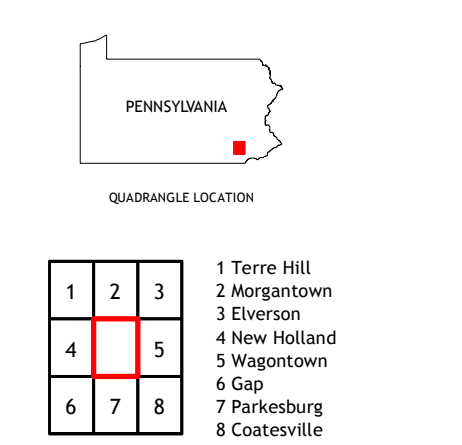 PENNSYLVANIA
QUADRANGLE LOCATION
1 2 3
4 5
6 7 8
1 Terre Hill
2 Morgantown
3 Elverson
4 New Holland
5 Wagontown
6 Gap
7 Parkesburg
8 Coatesville